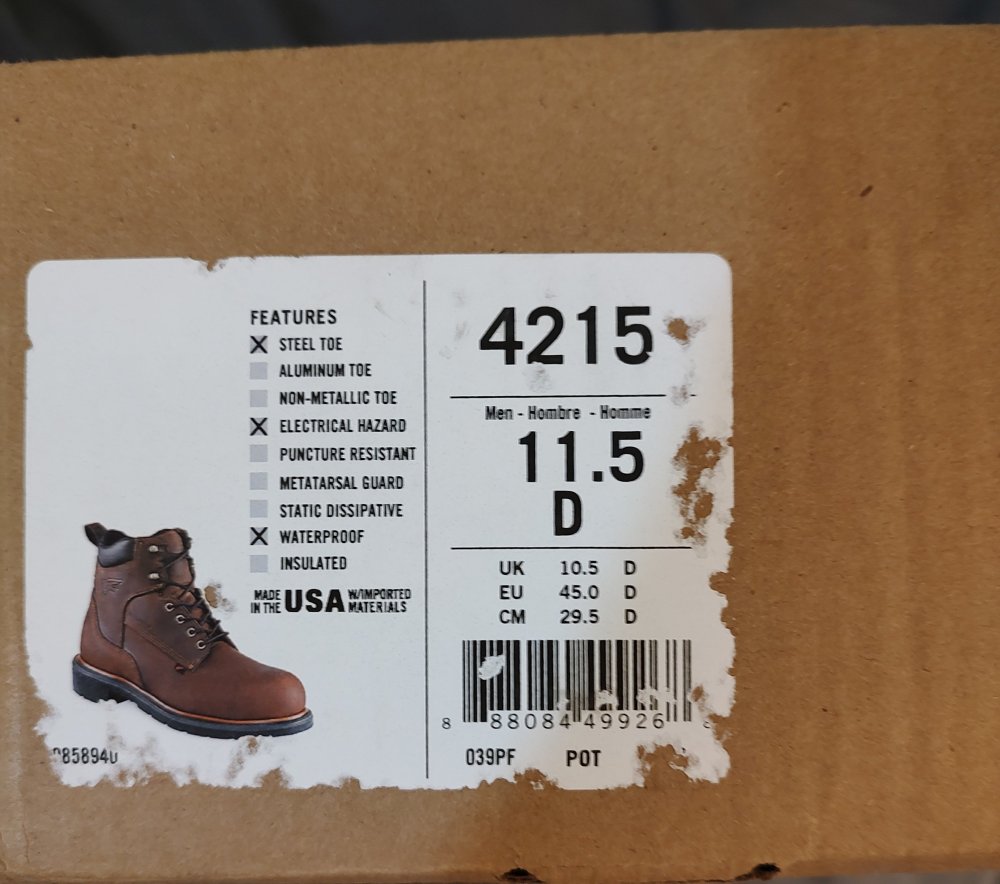 FEATURES
STEEL TOE
ALUMINUM TOE
NON-METALLIC TOE
ELECTRICAL HAZARD
PUNCTURE RESISTANT
METATARSAL GUARD
STATIC DISSIPATIVE
WATERPROOF
INSULATED
MADE IN THE USA W/IMPORTED MATERIALS
4215
Men - Hombre - Homme
11.5
D
UK 10.5 D
EU 45.0 D
CM 29.5 D
8 88084 49926
039PF POT